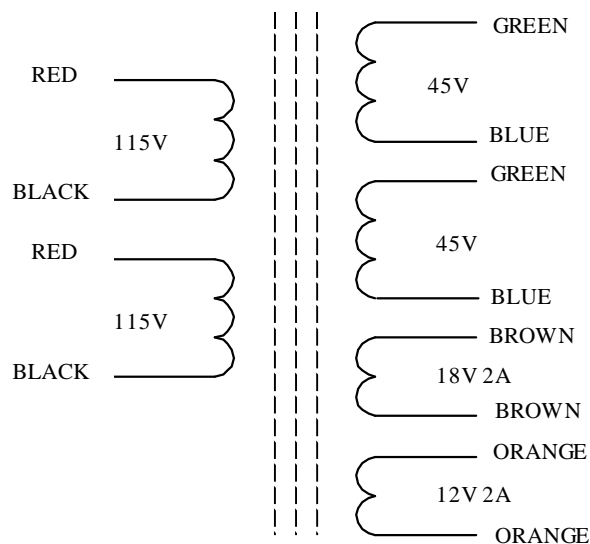 RED
115V
BLACK
RED
115V
BLACK
GREEN
45V
BLUE
GREEN
45V
BLUE
BROWN
18V 2A
BROWN
ORANGE
12V 2A
ORANGE